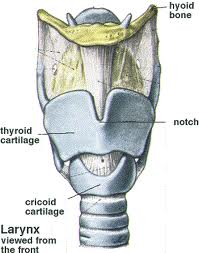 hyoid
bone
notch
thyroid
cartilage
cricoid
cartilage
Larynx
viewed from
the front